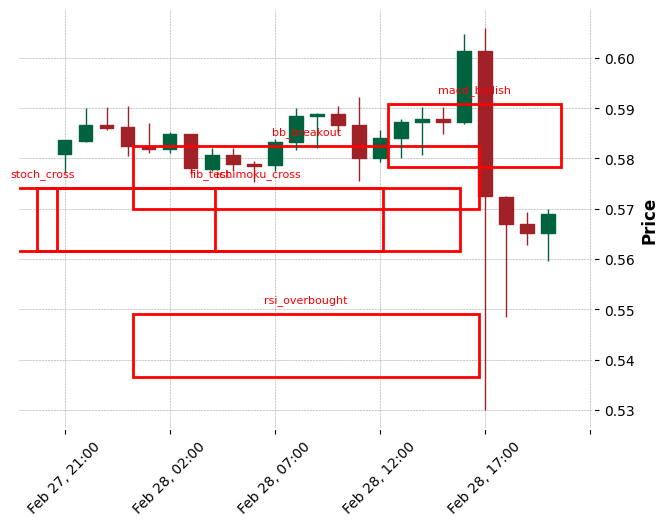 macd_bullish
bb_breakout
stoch_cross
fib_test
ichimoku_cross
rsi_overbought
0.60
0.59
0.58
0.57
0.56
0.55
0.54
0.53
Price
Feb 27, 21:00
Feb 28, 02:00
Feb 28, 07:00
Feb 28, 12:00
Feb 28, 17:00